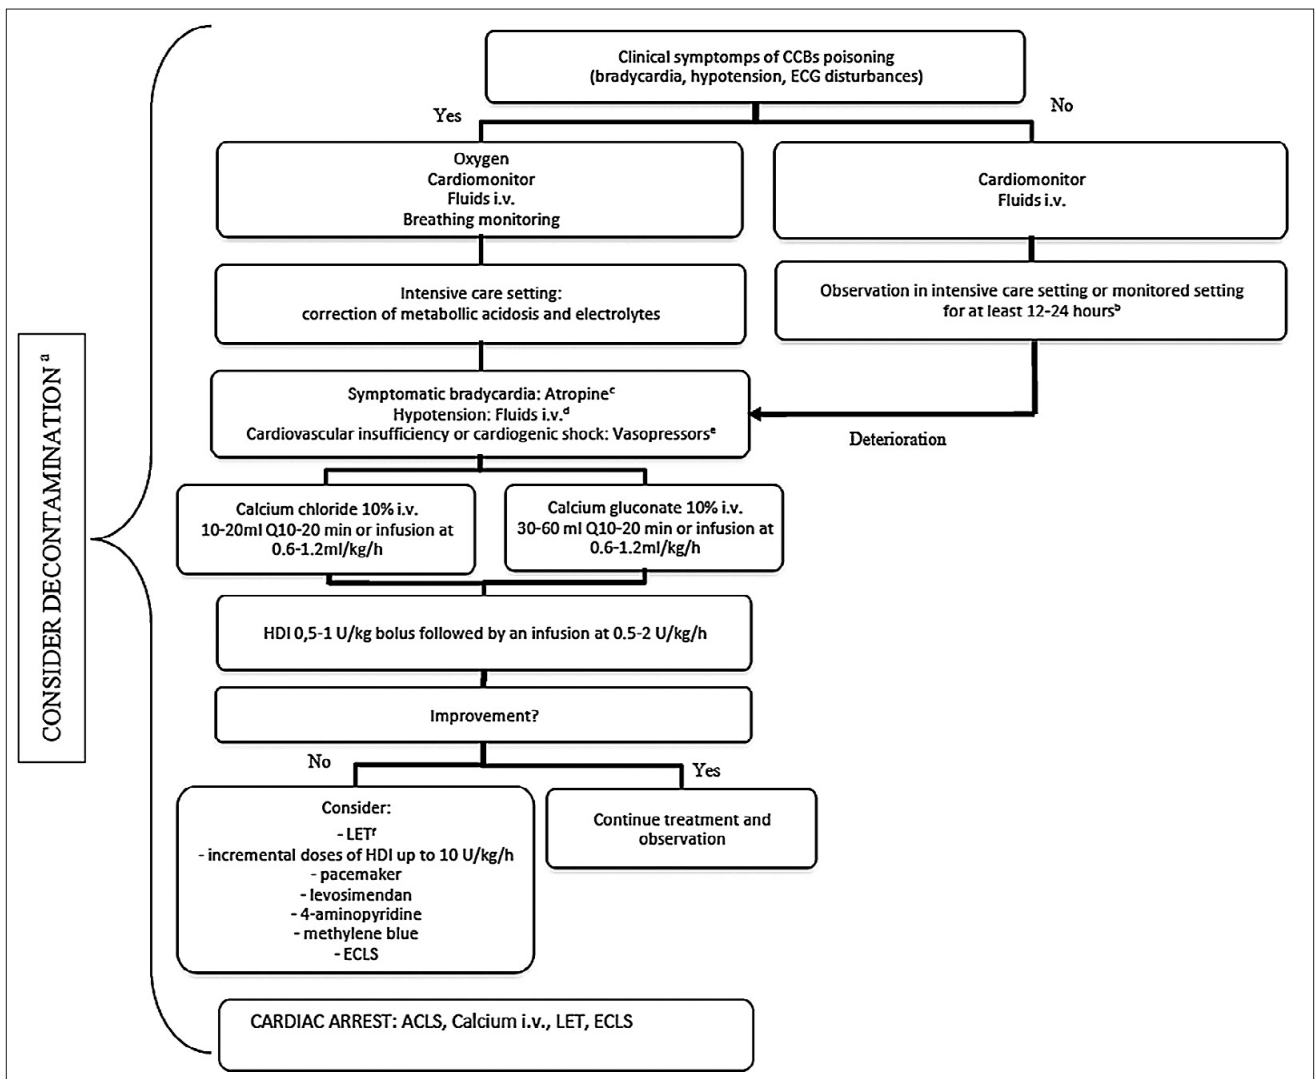 CONSIDER DECONTAMINATION a
Clinical symptomps of CCBs poisoning
(bradycardia, hypotension, ECG disturbances)
Yes
No
Oxygen
Cardiomonitor
Fluids i.v.
Breathing monitoring
Cardiomonitor
Fluids i.v.
Intensive care setting:
correction of metabollic acidosis and electrolytes
Observation in intensive care setting or monitored setting
for at least 12-24 hoursᵇ
Symptomatic bradycardia: Atropineᶜ
Hypotension: Fluids i.v.ᵈ
Cardiovascular insufficiency or cardiogenic shock: Vasopressorsᵉ
Deterioration
Calcium chloride 10% i.v.
10-20ml Q10-20 min or infusion at
0.6-1.2ml/kg/h
Calcium gluconate 10% i.v.
30-60 ml Q10-20 min or infusion at
0.6-1.2ml/kg/h
HDI 0,5-1 U/kg bolus followed by an infusion at 0.5-2 U/kg/h
Improvement?
No
Yes
Consider:
- LETᶠ
- incremental doses of HDI up to 10 U/kg/h
- pacemaker
- levosimendan
- 4-aminopyridine
- methylene blue
- ECLS
Continue treatment and
observation
CARDIAC ARREST: ACLS, Calcium i.v., LET, ECLS